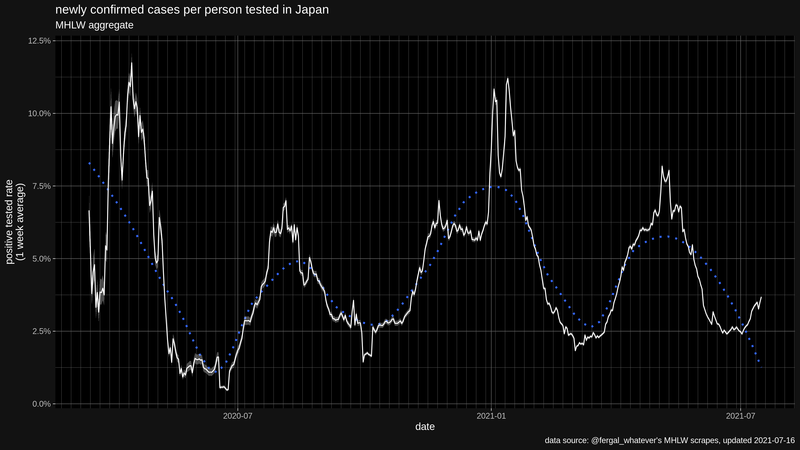 newly confirmed cases per person tested in Japan
MHLW aggregate
12.5%
10.0%
7.5%
5.0%
2.5%
0.0%
positive tested rate
(1 week average)
2020-07
2021-01
2021-07
date
data source: @fergal_whatever's MHLW scrapes, updated 2021-07-16